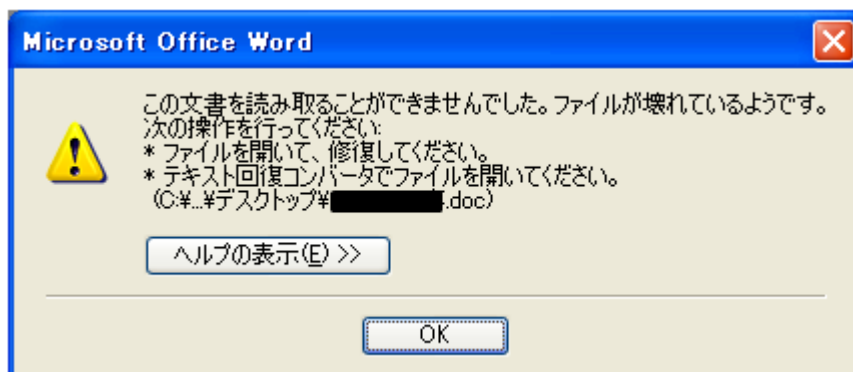 Microsoft Office Word
この文書を読み取ることができませんでした。ファイルが壊れているようです。
次の操作を行ってください:
* ファイルを開いて、修復してください。
* テキスト回復コンバータでファイルを開いてください。
(C:¥...¥デスクトップ¥.doc)
ヘルプの表示(E) >>
OK